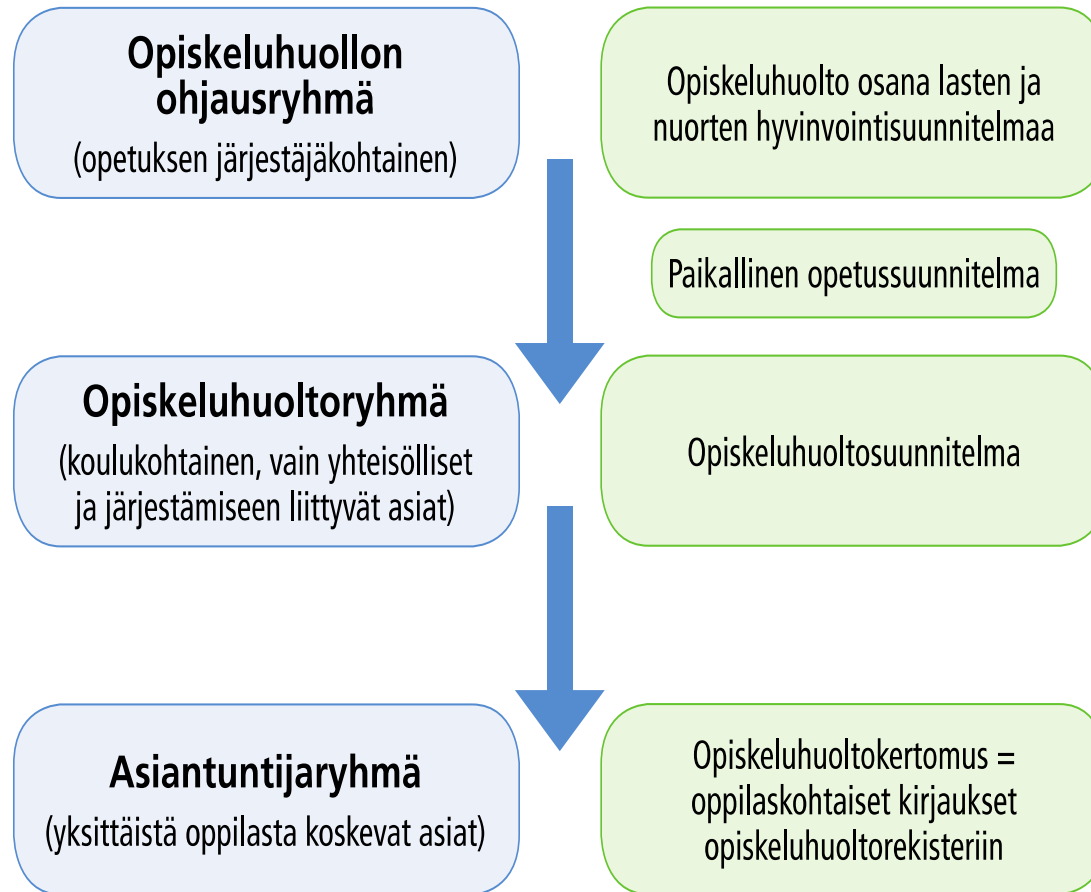 Opiskeluhuollon
ohjausryhmä
(opetuksen järjestäjäkohtainen)
Opiskeluhuolto osana lasten ja
nuorten hyvinvointisuunnitelmaa
Paikallinen opetussuunnitelma
Opiskeluhuoltoryhmä
(koulukohtainen, vain yhteisölliset
ja järjestämiseen liittyvät asiat)
Opiskeluhuoltosuunnitelma
Asiantuntijaryhmä
(yksittäistä oppilasta koskevat asiat)
Opiskeluhuoltokertomus =
oppilaskohtaiset kirjaukset
opiskeluhuoltorekisteriin